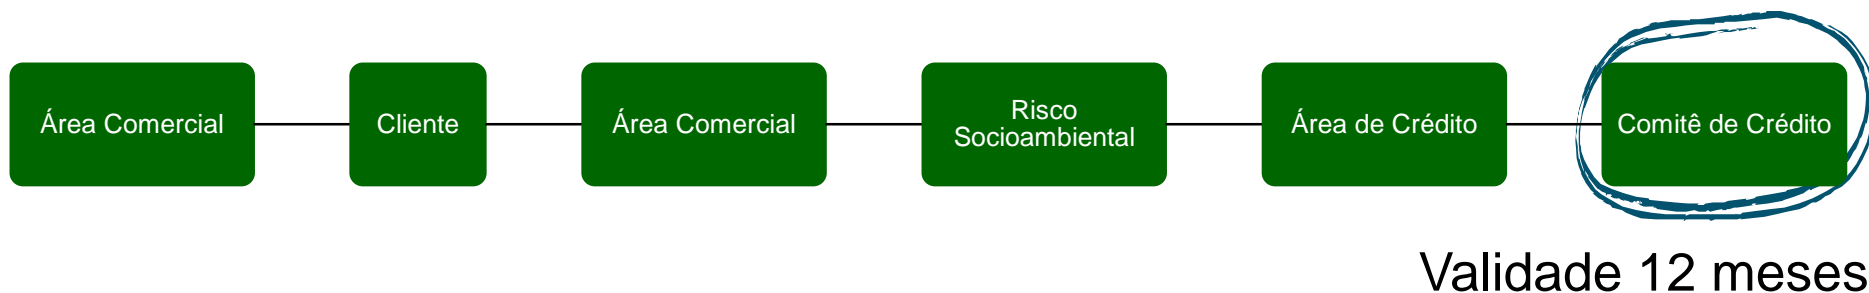 Área Comercial
Cliente
Área Comercial
Risco
Socioambiental
Área de Crédito
Comitê de Crédito
Validade 12 meses